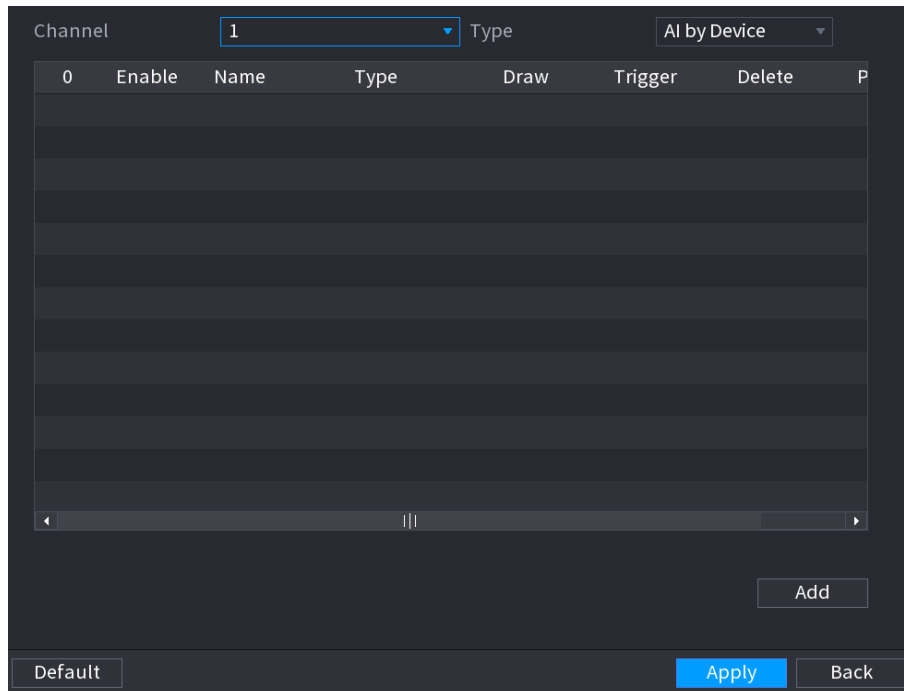 Channel 1 Type AI by Device
0 Enable Name Type Draw Trigger Delete P
Add
Default Apply Back